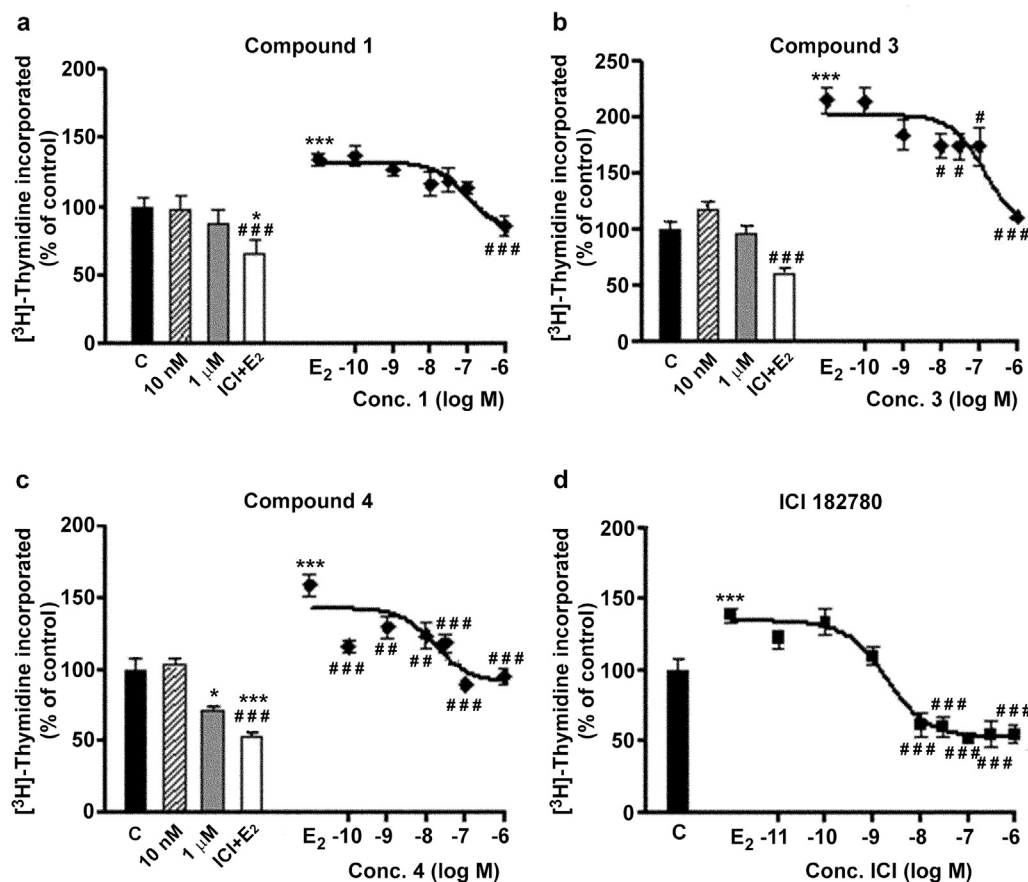 a
Compound 1
[³H]-Thymidine incorporated
(% of control)
200
150
100
50
0
***
*
###
###
C
10 nM
1 µM
ICI+E₂
E₂ -10 -9 -8 -7 -6
Conc. 1 (log M)
b
Compound 3
[³H]-Thymidine incorporated
(% of control)
250
200
150
100
50
0
***
#
# #
###
###
C
10 nM
1 µM
ICI+E₂
E₂ -10 -9 -8 -7 -6
Conc. 3 (log M)
c
Compound 4
[³H]-Thymidine incorporated
(% of control)
200
150
100
50
0
***
###
##
##
###
###
###
*
***
###
C
10 nM
1 µM
ICI+E₂
E₂ -10 -9 -8 -7 -6
Conc. 4 (log M)
d
ICI 182780
[³H]-Thymidine incorporated
(% of control)
200
150
100
50
0
***
###
###
###
###
###
C
E₂ -11 -10 -9 -8 -7 -6
Conc. ICI (log M)